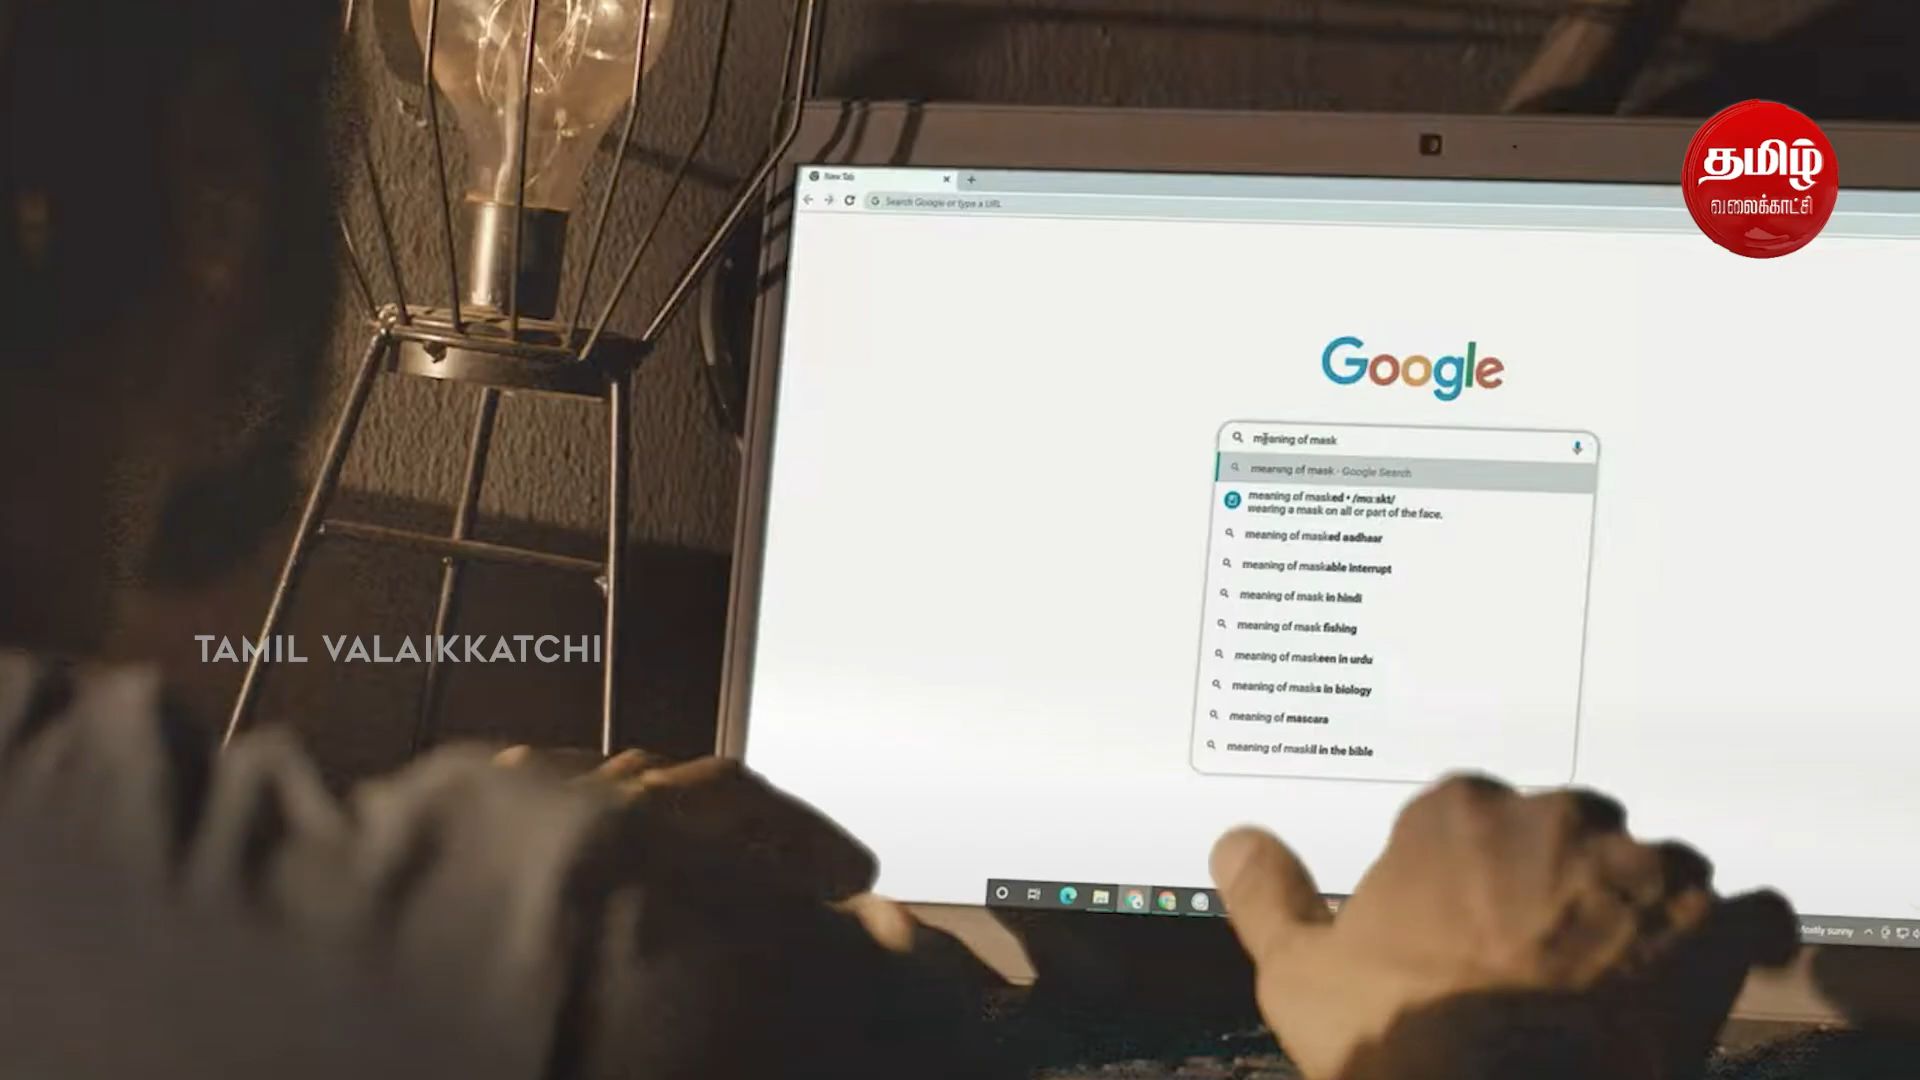 New Tab
Search Google or type a URL
தமிழ்
வலைக்காட்சி
Google
meaning of mask
meaning of mask - Google Search
meaning of masked • /mɑːskt/
wearing a mask on all or part of the face.
meaning of masked aadhaar
meaning of maskable interrupt
meaning of mask in hindi
meaning of mask fishing
meaning of maskeen in urdu
meaning of masks in biology
meaning of mascara
meaning of maskil in the bible
TAMIL VALAIKKATCHI
Mostly sunny